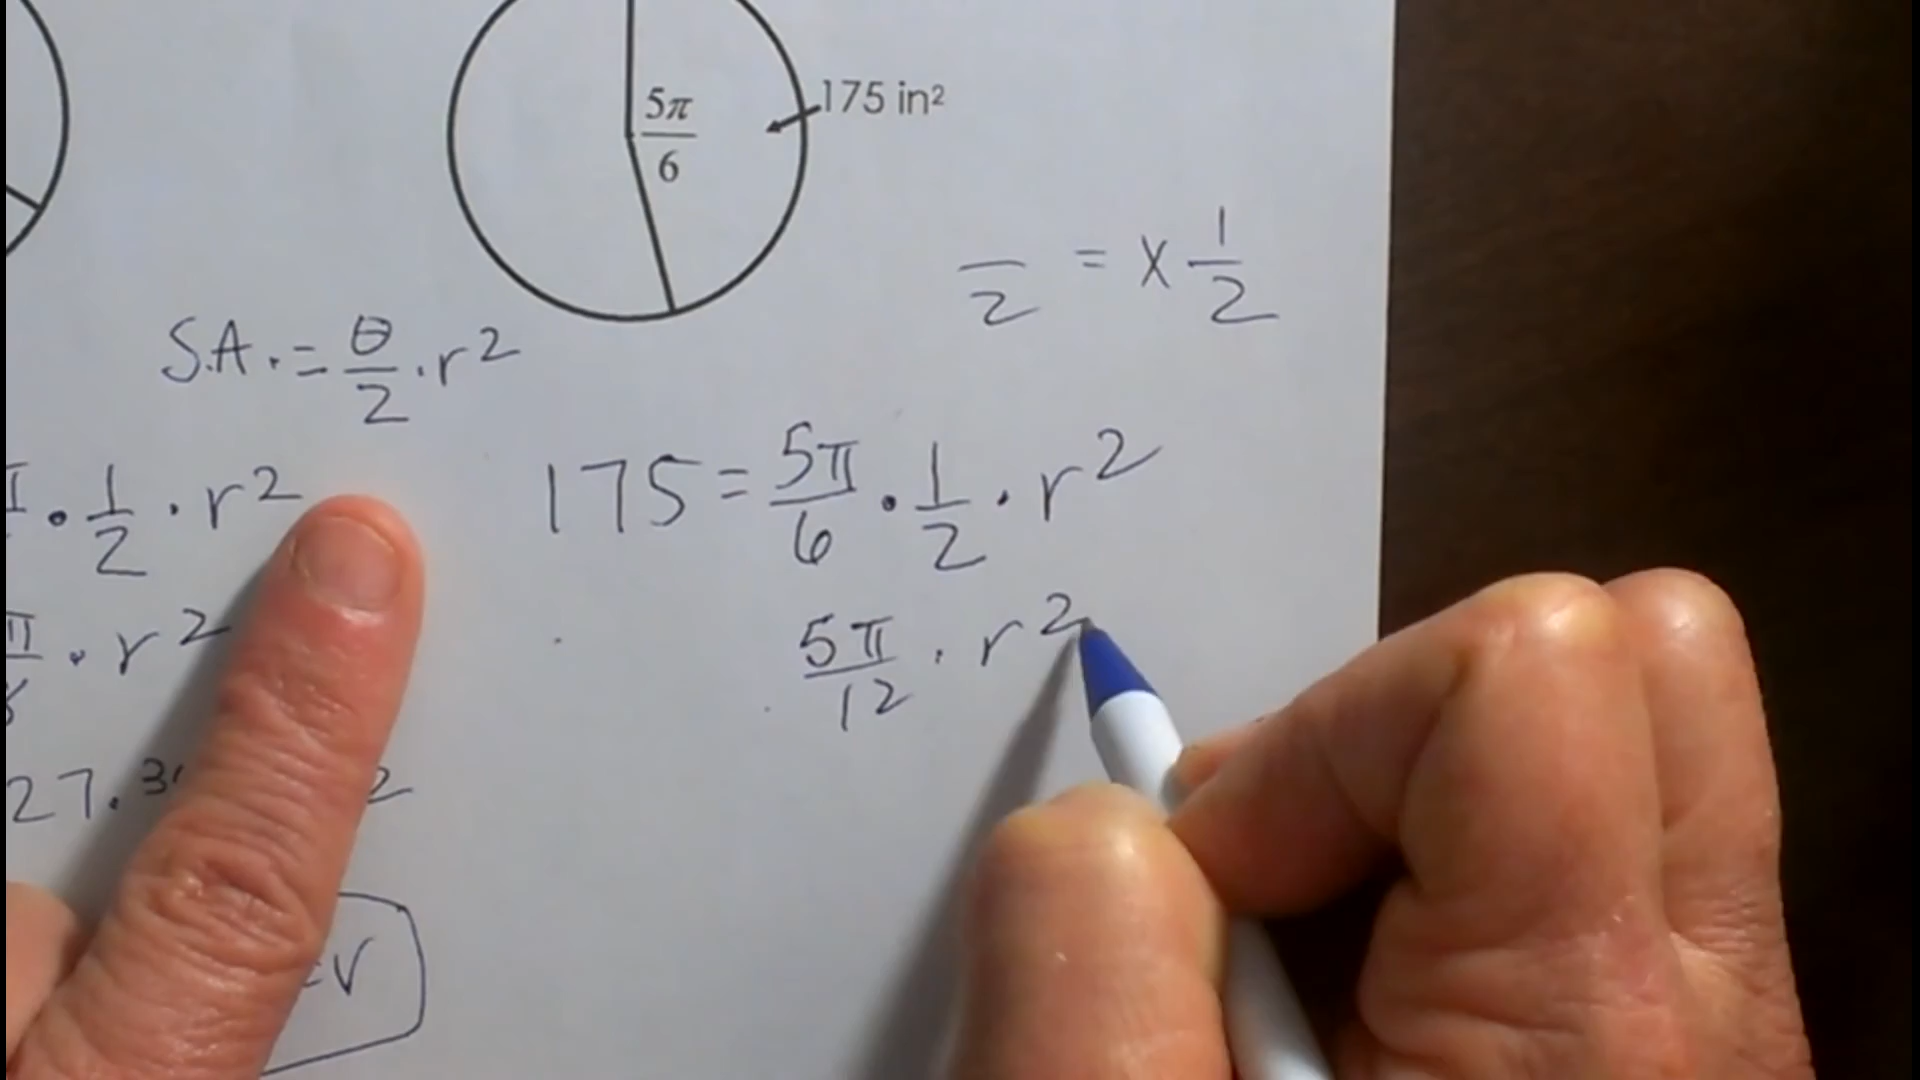 5π/6
175 in²
/2 = x 1/2
S.A. = θ/2 · r²
· 1/2 · r²
175 = 5π/6 · 1/2 · r²
π · r²
5π/12 · r²
27.3